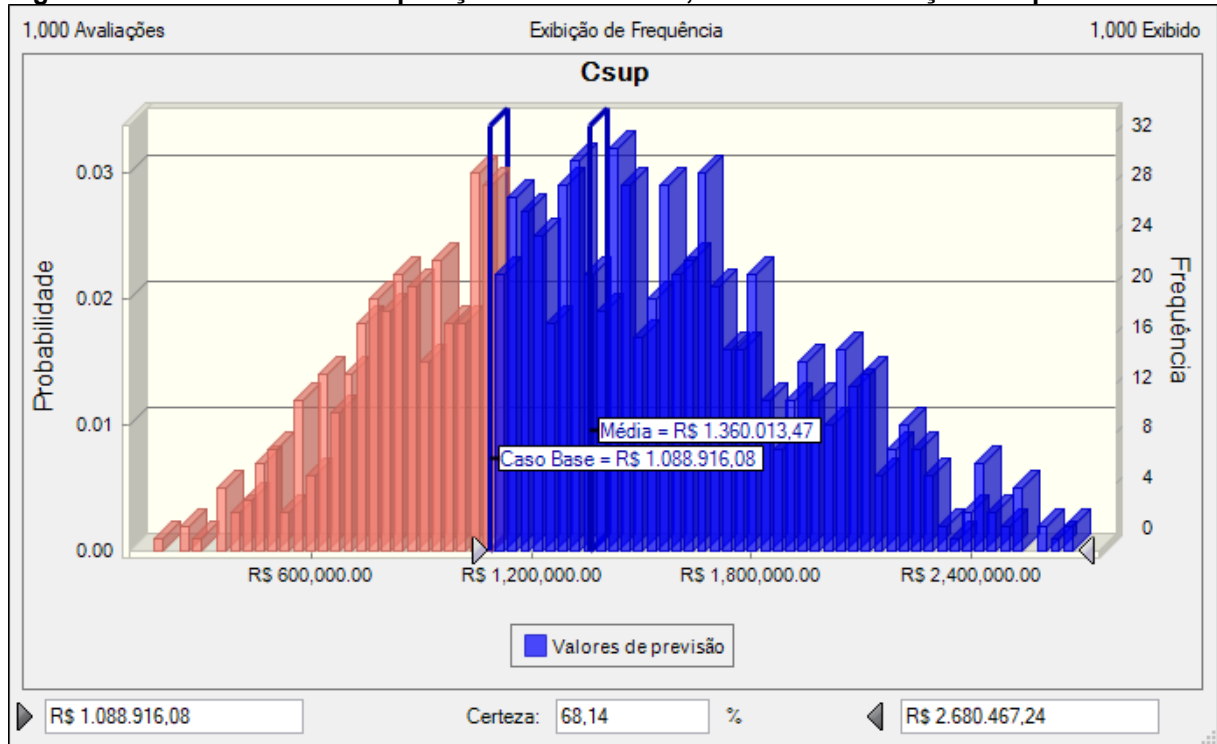 1,000 Avaliações Exibição de Frequência 1,000 Exibido
Csup
Probabilidade
0.03
0.02
0.01
0.00
Frequência
32
28
24
20
16
12
8
4
0
Média = R$ 1.360.013,47
Caso Base = R$ 1.088.916,08
R$ 600,000.00 R$ 1,200,000.00 R$ 1,800,000.00 R$ 2,400,000.00
Valores de previsão
R$ 1.088.916,08 Certeza: 68,14 % R$ 2.680.467,24